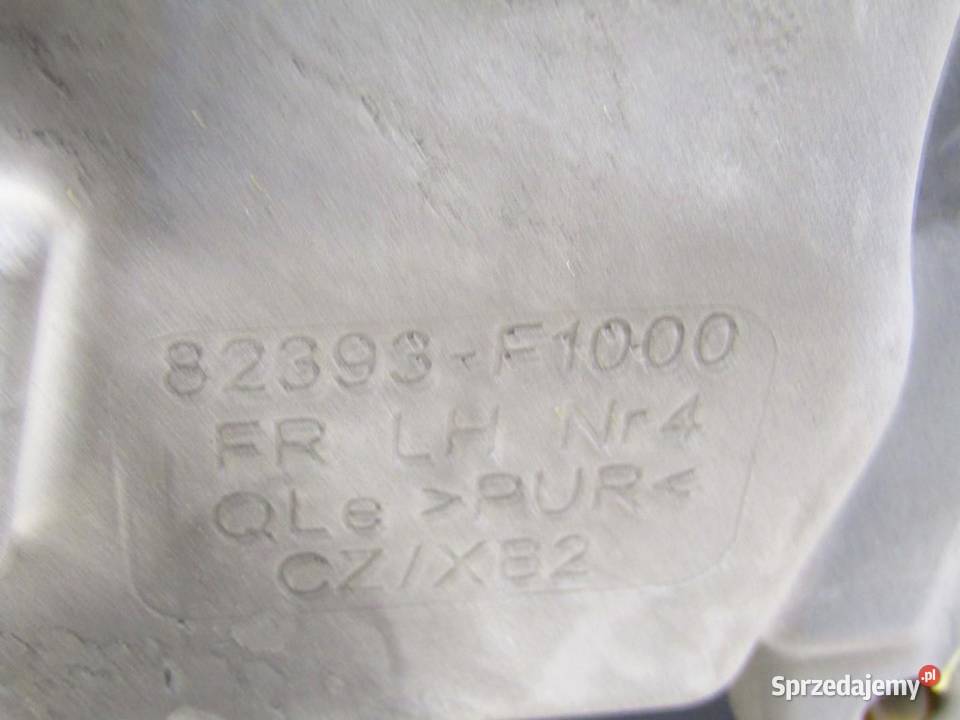 82393-F1000
FR LH Nr4
QLe >PUR<
CZ/XB2
Sprzedajemy.pl